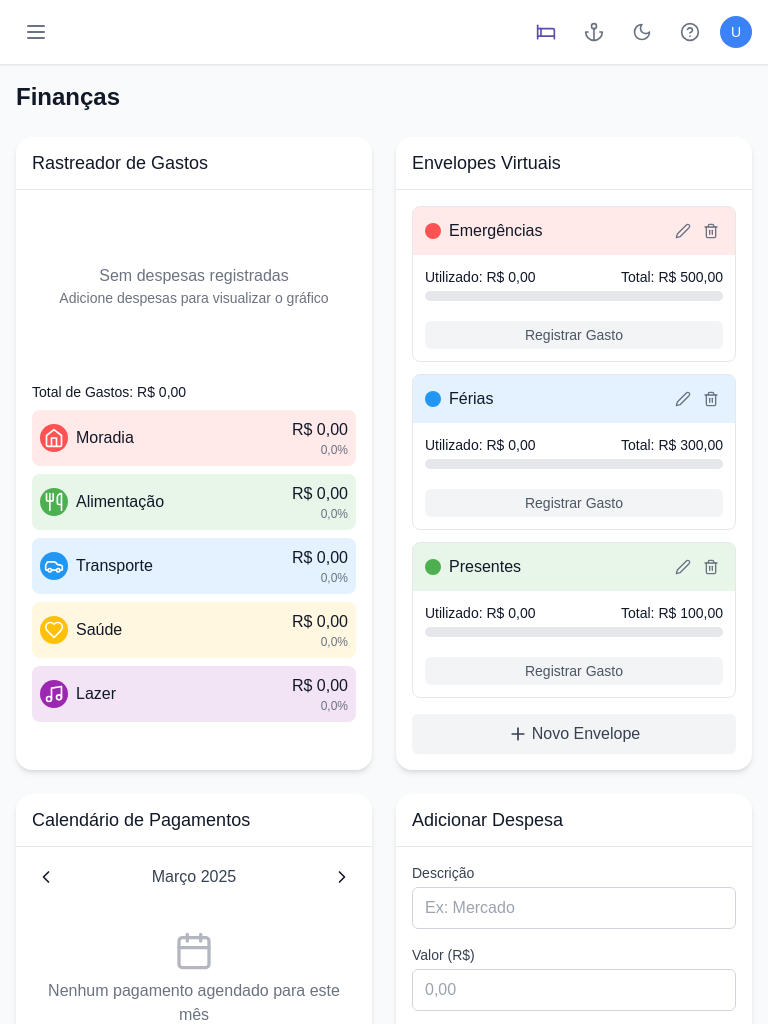 U
Finanças
Rastreador de Gastos
Sem despesas registradas
Adicione despesas para visualizar o gráfico
Total de Gastos: R$ 0,00
Moradia
R$ 0,00
0,0%
Alimentação
R$ 0,00
0,0%
Transporte
R$ 0,00
0,0%
Saúde
R$ 0,00
0,0%
Lazer
R$ 0,00
0,0%
Envelopes Virtuais
Emergências
Utilizado: R$ 0,00 Total: R$ 500,00
Registrar Gasto
Férias
Utilizado: R$ 0,00 Total: R$ 300,00
Registrar Gasto
Presentes
Utilizado: R$ 0,00 Total: R$ 100,00
Registrar Gasto
Novo Envelope
Calendário de Pagamentos
Março 2025
Nenhum pagamento agendado para este
mês
Adicionar Despesa
Descrição
Ex: Mercado
Valor (R$)
0,00